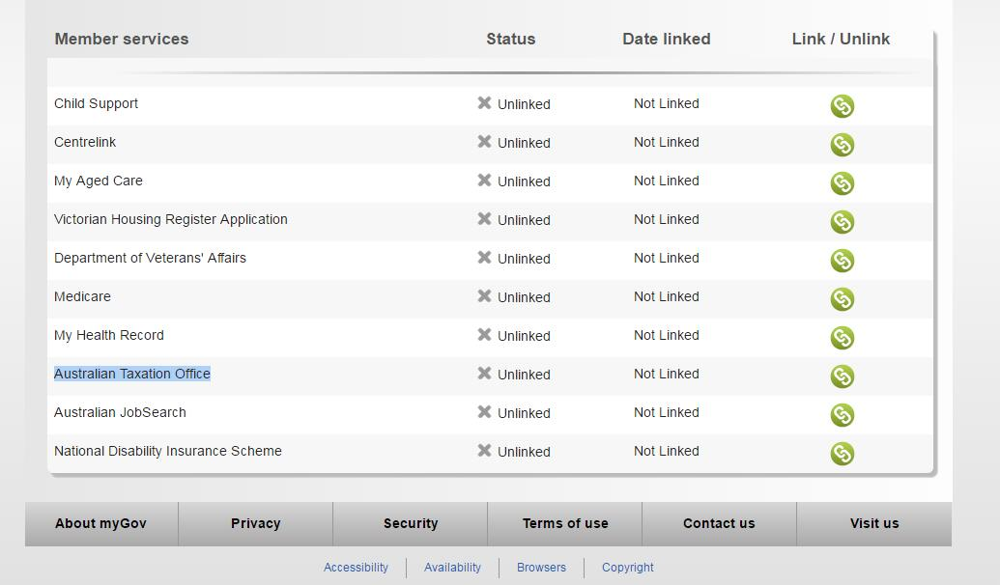 Member services Status Date linked Link / Unlink
Child Support Unlinked Not Linked
Centrelink Unlinked Not Linked
My Aged Care Unlinked Not Linked
Victorian Housing Register Application Unlinked Not Linked
Department of Veterans' Affairs Unlinked Not Linked
Medicare Unlinked Not Linked
My Health Record Unlinked Not Linked
Australian Taxation Office Unlinked Not Linked
Australian JobSearch Unlinked Not Linked
National Disability Insurance Scheme Unlinked Not Linked
About myGov Privacy Security Terms of use Contact us Visit us
Accessibility Availability Browsers Copyright